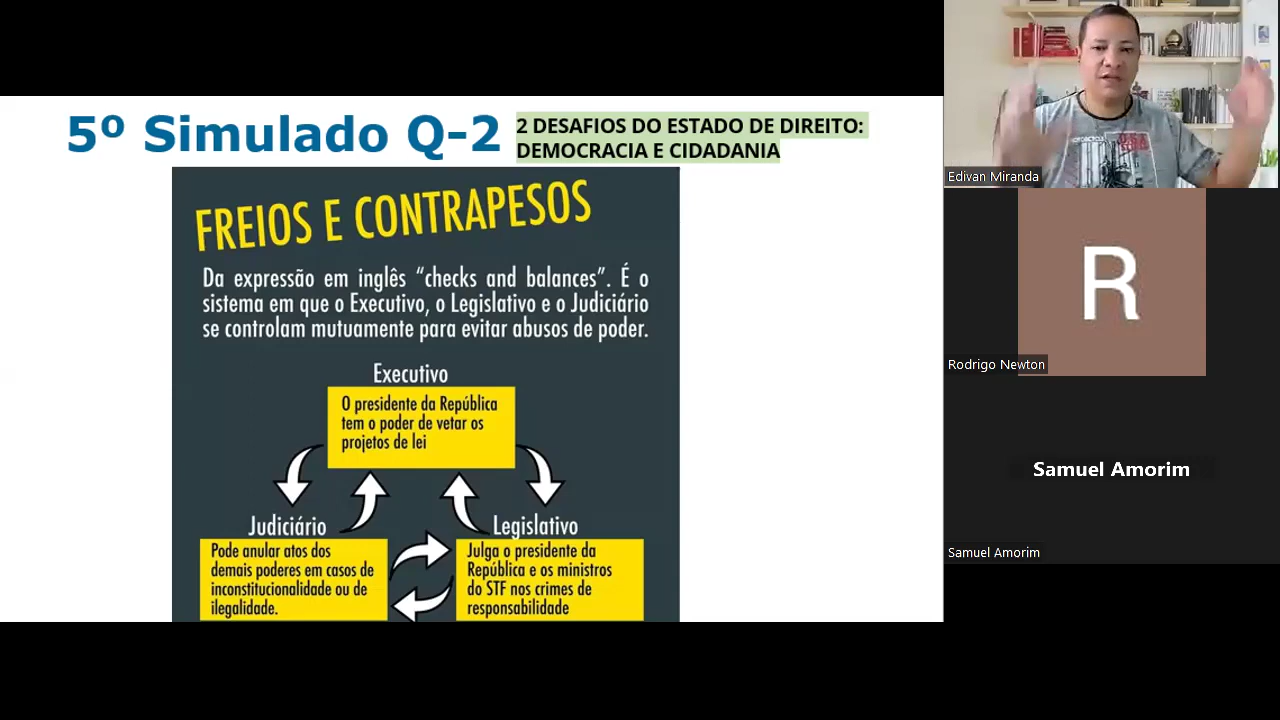 5º Simulado Q-2
2 DESAFIOS DO ESTADO DE DIREITO:
DEMOCRACIA E CIDADANIA
FREIOS E CONTRAPESOS
Da expressão em inglês “checks and balances”. É o
sistema em que o Executivo, o Legislativo e o Judiciário
se controlam mutuamente para evitar abusos de poder.
Executivo
O presidente da República
tem o poder de vetar os
projetos de lei
Judiciário
Pode anular atos dos
demais poderes em casos de
inconstitucionalidade ou de
ilegalidade.
Legislativo
Julga o presidente da
República e os ministros
do STF nos crimes de
responsabilidade
Edivan Miranda
R
Rodrigo Newton
Samuel Amorim
Samuel Amorim